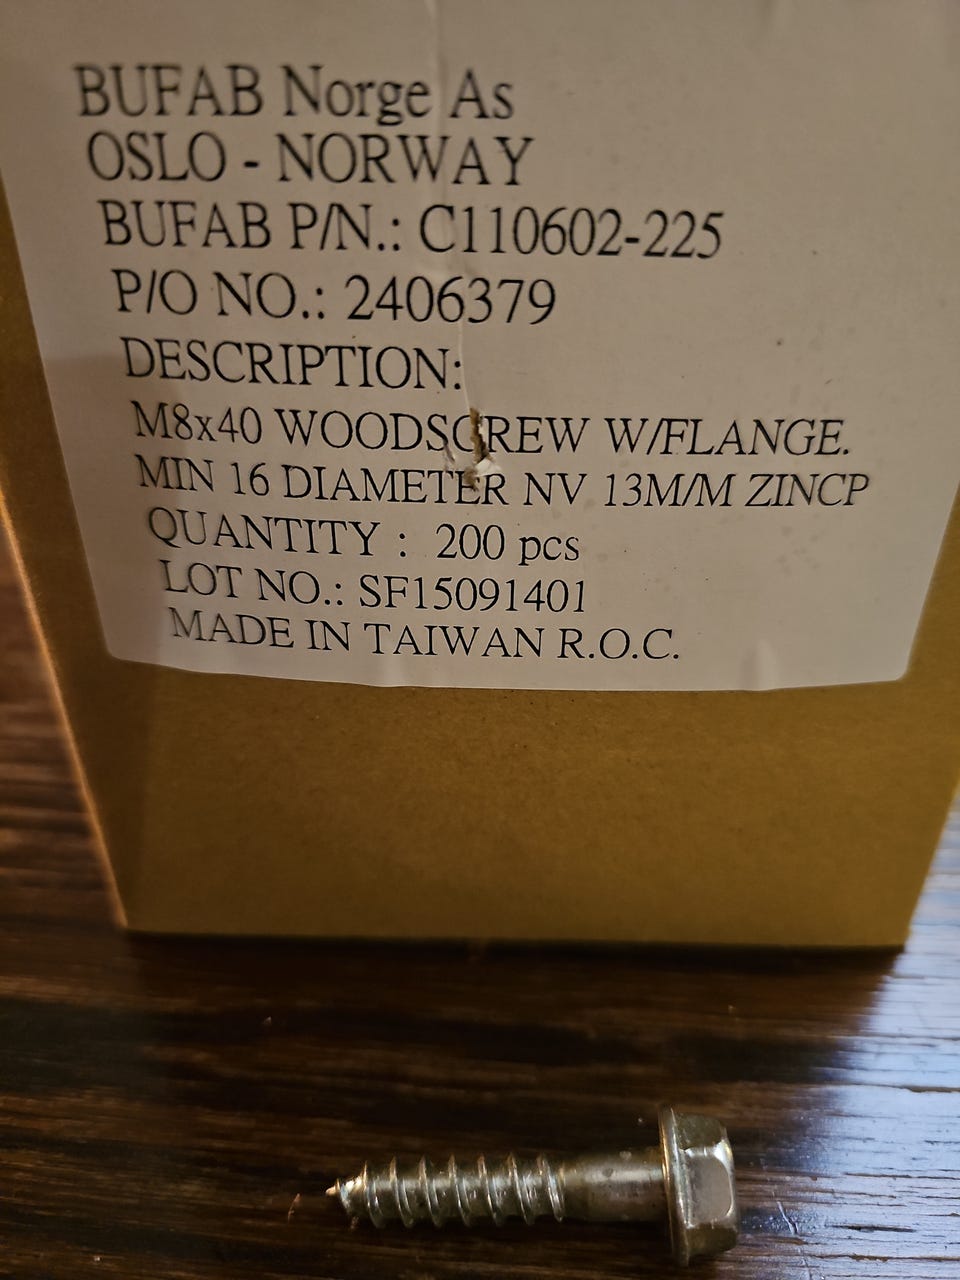 BUFAB Norge As
OSLO - NORWAY
BUFAB P/N.: C110602-225
P/O NO.: 2406379
DESCRIPTION:
M8x40 WOODSCREW W/FLANGE.
MIN 16 DIAMETER NV 13M/M ZINCP
QUANTITY : 200 pcs
LOT NO.: SF15091401
MADE IN TAIWAN R.O.C.